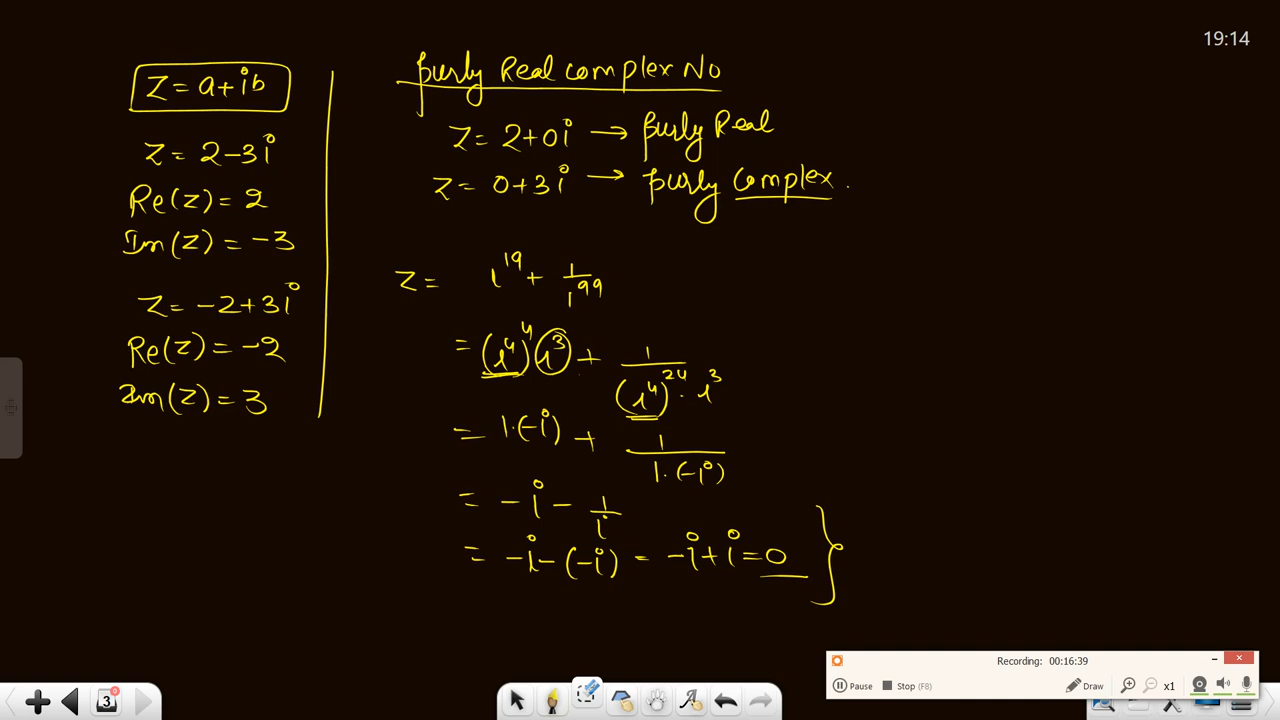 19:14
Z = a+ib
Z = 2-3i
Re(Z) = 2
Im(Z) = -3
Z = -2+3i
Re(Z) = -2
Im(Z) = 3
purly Real complex No
Z = 2+0i → purly Real
Z = 0+3i → purly complex.
Z = i^19 + 1/i^99
= (i^4)^4 i^3 + 1/((i^4)^24 · i^3)
= 1·(-i) + 1/(1·(-i))
= -i - 1/i
= -i-(-i) = -i+i = 0
Recording: 00:16:39
Pause Stop (F8) Draw x1
3 0